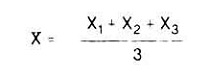 X = X₁ + X₂ + X₃
3